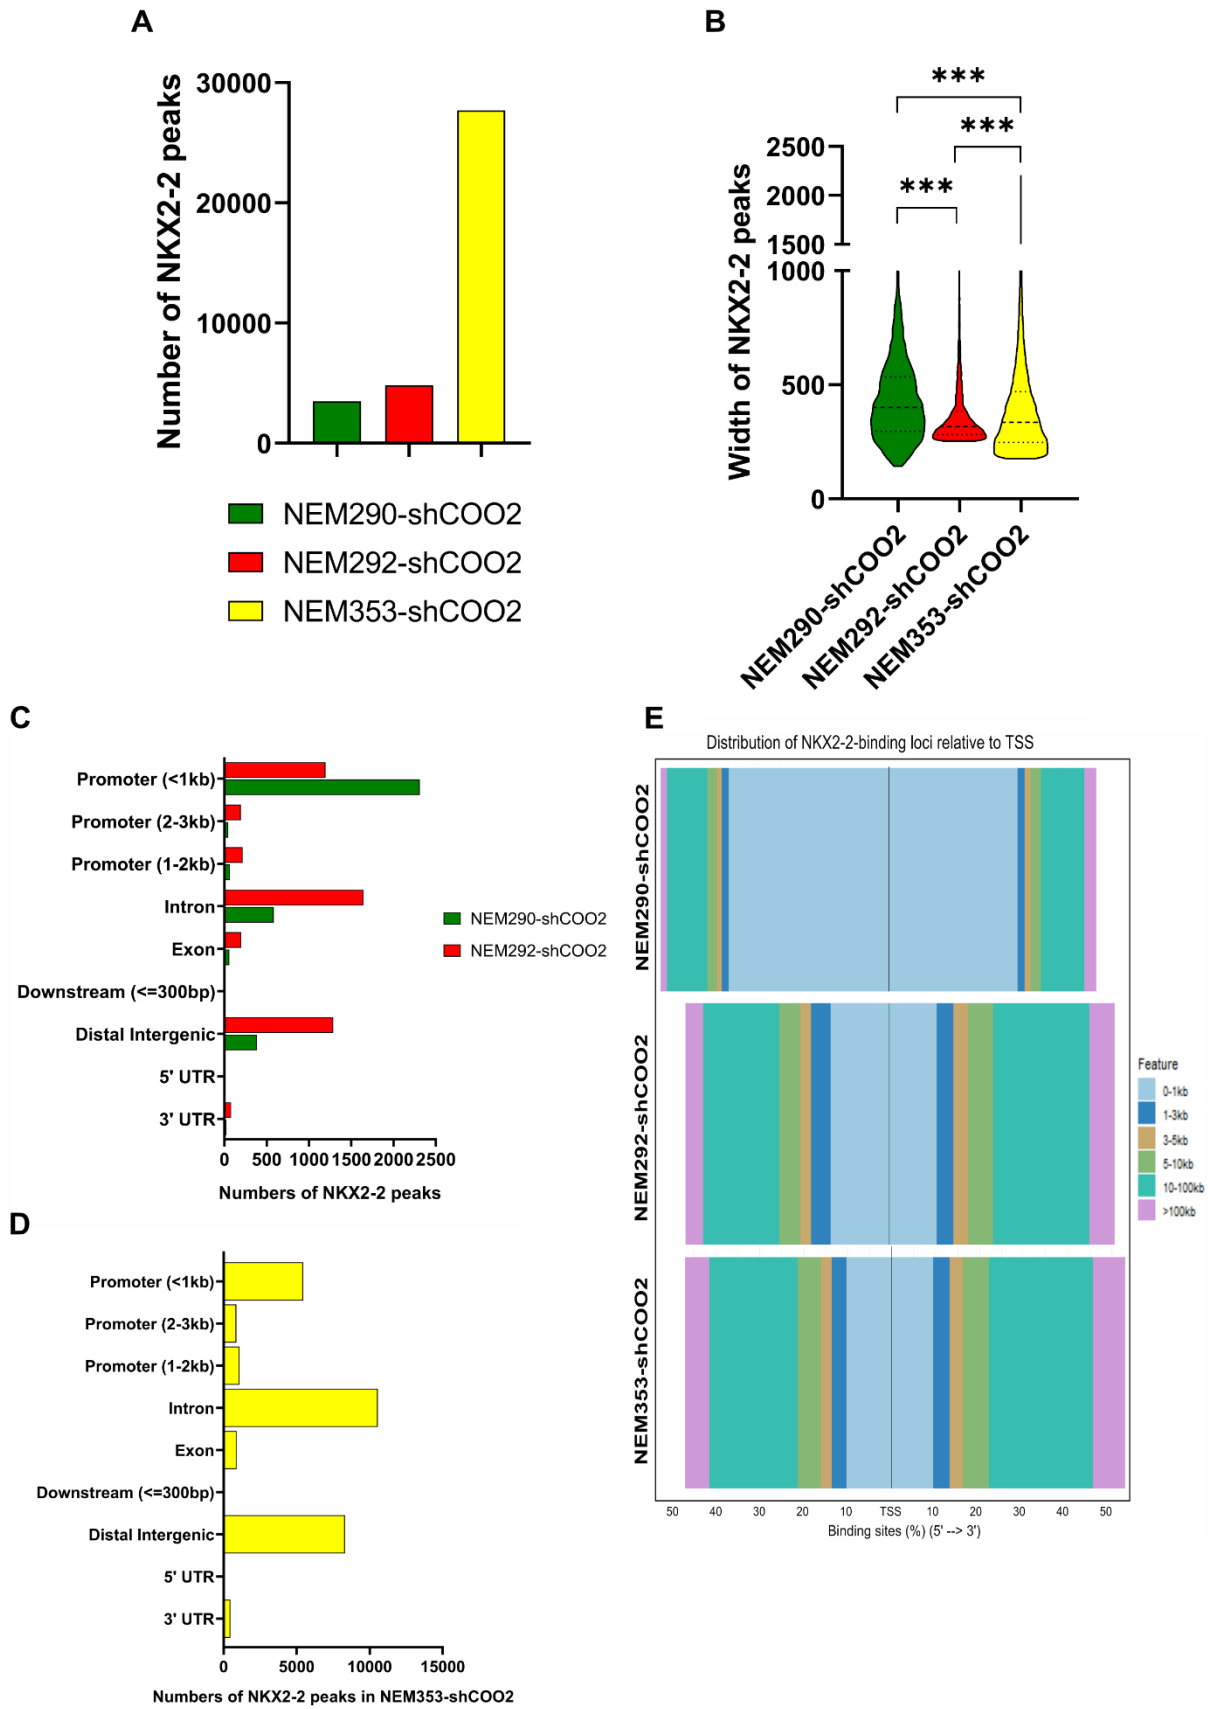 A
Number of NKX2-2 peaks
30000
20000
10000
0
NEM290-shCOO2
NEM292-shCOO2
NEM353-shCOO2
B
Width of NKX2-2 peaks
2500
2000
1500
1000
500
0
***
***
***
NEM290-shCOO2
NEM292-shCOO2
NEM353-shCOO2
C
Promoter (<1kb)
Promoter (2-3kb)
Promoter (1-2kb)
Intron
Exon
Downstream (<=300bp)
Distal Intergenic
5' UTR
3' UTR
0 500 1000 1500 2000 2500
Numbers of NKX2-2 peaks
NEM290-shCOO2
NEM292-shCOO2
D
Promoter (<1kb)
Promoter (2-3kb)
Promoter (1-2kb)
Intron
Exon
Downstream (<=300bp)
Distal Intergenic
5' UTR
3' UTR
0 5000 10000 15000
Numbers of NKX2-2 peaks in NEM353-shCOO2
E
Distribution of NKX2-2-binding loci relative to TSS
NEM290-shCOO2
NEM292-shCOO2
NEM353-shCOO2
50 40 30 20 10 TSS 10 20 30 40 50
Binding sites (%) (5' --> 3')
Feature
0-1kb
1-3kb
3-5kb
5-10kb
10-100kb
>100kb